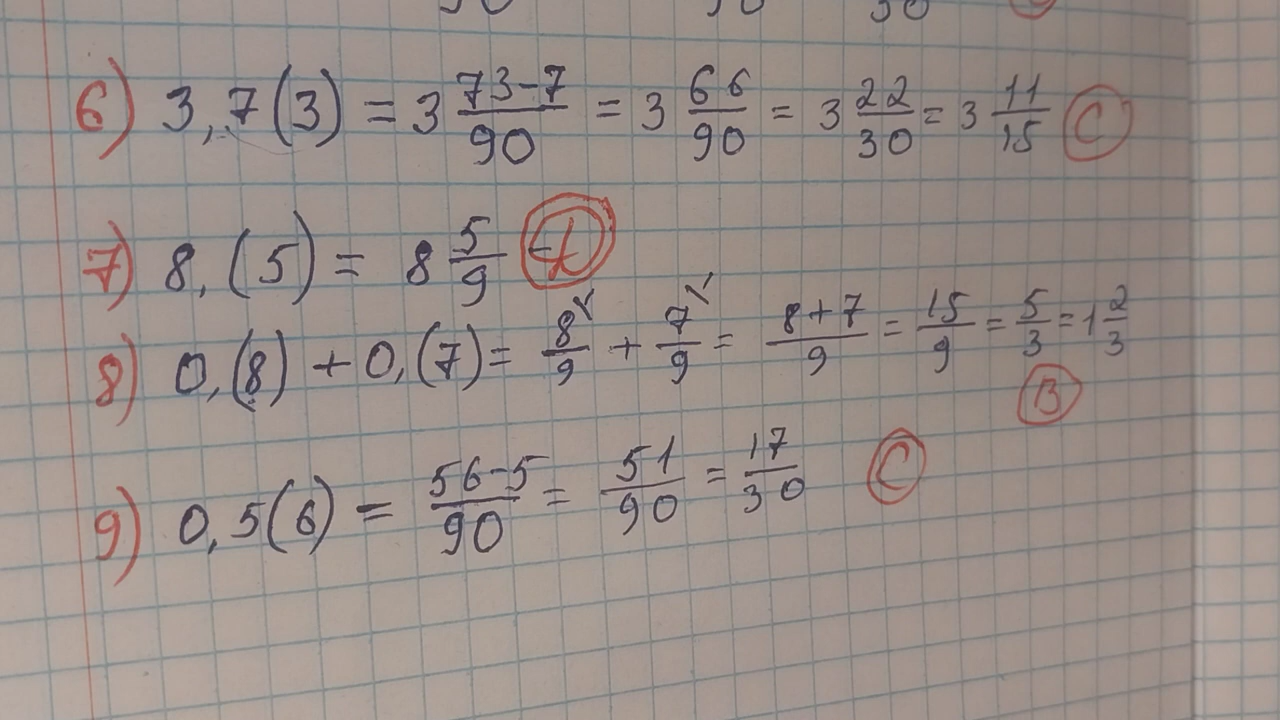 6) 3,7(3) = 3 73-7/90 = 3 66/90 = 3 22/30 = 3 11/15 C
7) 8,(5) = 8 5/9
8) 0,(8) + 0,(7) = 8/9 + 7/9 = 8+7/9 = 15/9 = 5/3 = 1 2/3
B
9) 0,5(6) = 56-5/90 = 51/90 = 17/30 C